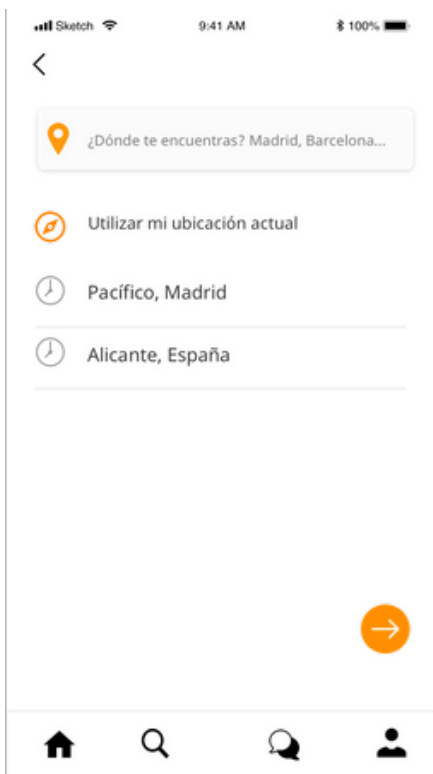 Sketch 9:41 AM 100%
¿Dónde te encuentras? Madrid, Barcelona...
Utilizar mi ubicación actual
Pacífico, Madrid
Alicante, España